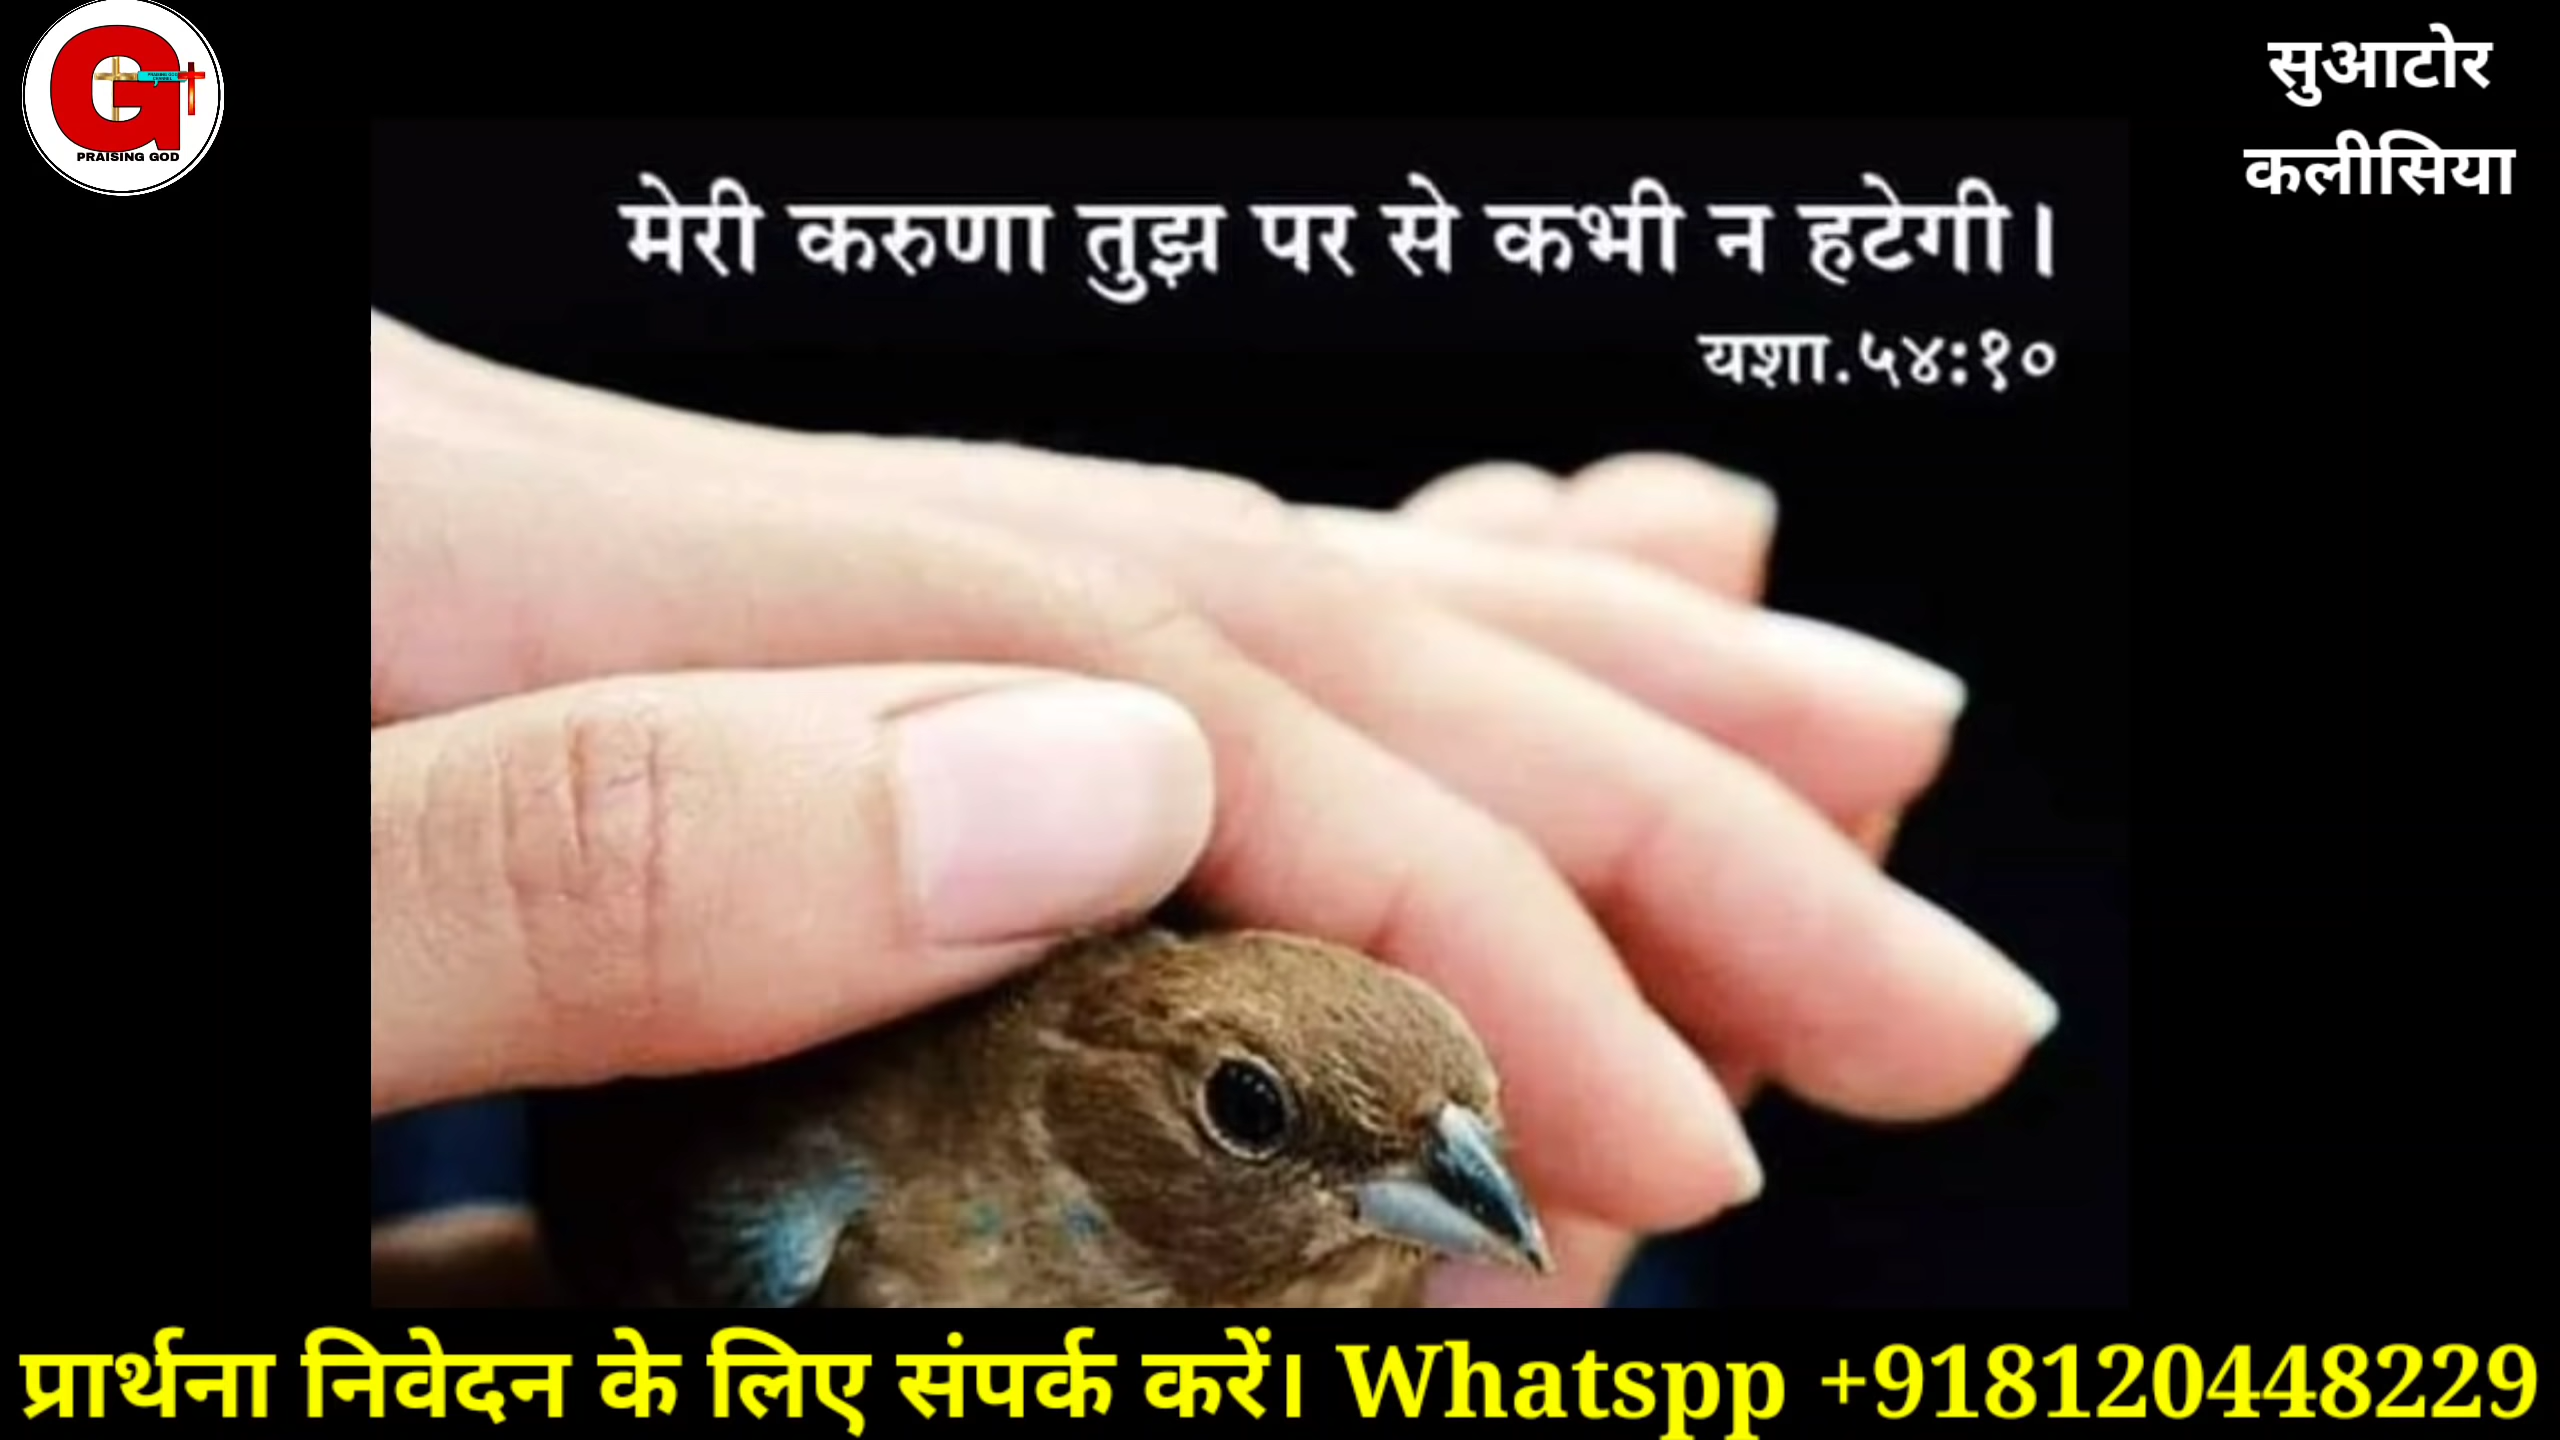 PRAISING GOD
सुआटोर
कलीसिया
मेरी करुणा तुझ पर से कभी न हटेगी।
यशा.५४:१०
प्रार्थना निवेदन के लिए संपर्क करें। Whatspp +918120448229